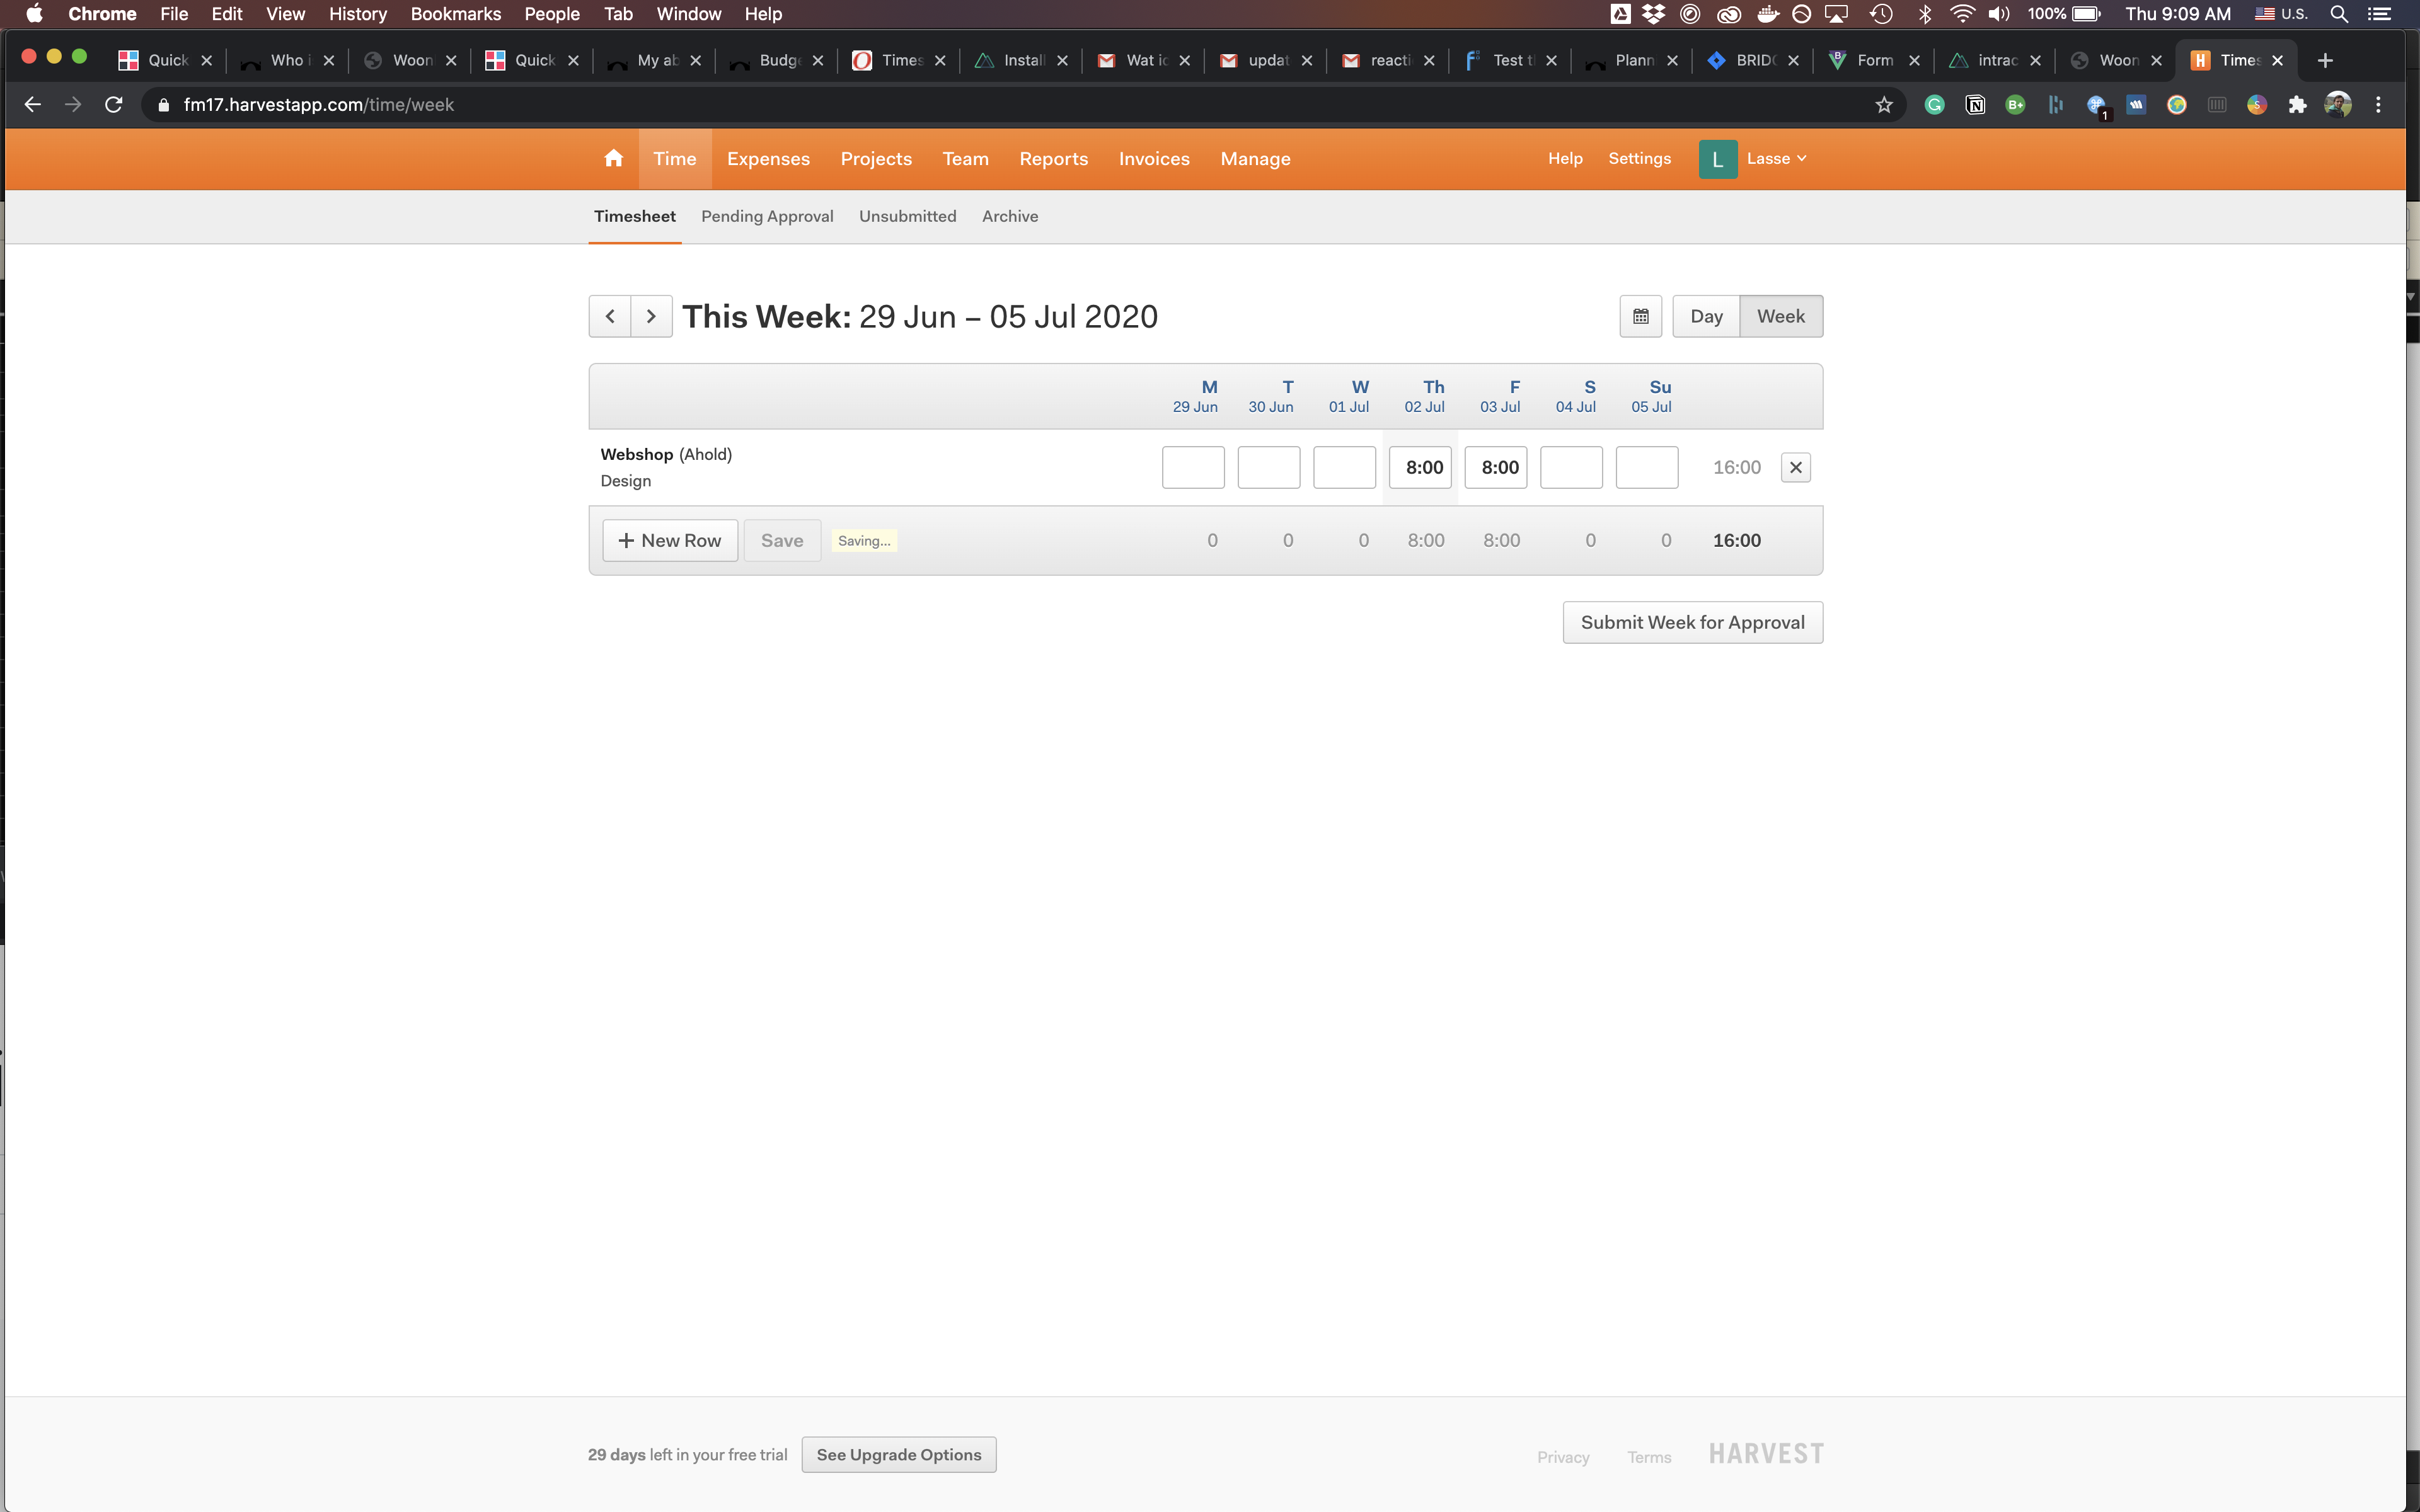 Chrome File Edit View History Bookmarks People Tab Window Help 100% Thu 9:09 AM U.S.
Quick Who i Woon Quick My ab Budge Times Install Wat ic updat reacti Test t Plann BRIDG Form intrac Woon Times
fm17.harvestapp.com/time/week
1
Time Expenses Projects Team Reports Invoices Manage Help Settings L Lasse
Timesheet Pending Approval Unsubmitted Archive
This Week: 29 Jun – 05 Jul 2020 Day Week
M T W Th F S Su
29 Jun 30 Jun 01 Jul 02 Jul 03 Jul 04 Jul 05 Jul
Webshop (Ahold)
Design
8:00 8:00 16:00
+ New Row Save Saving... 0 0 0 8:00 8:00 0 0 16:00
Submit Week for Approval
29 days left in your free trial See Upgrade Options Privacy Terms HARVEST